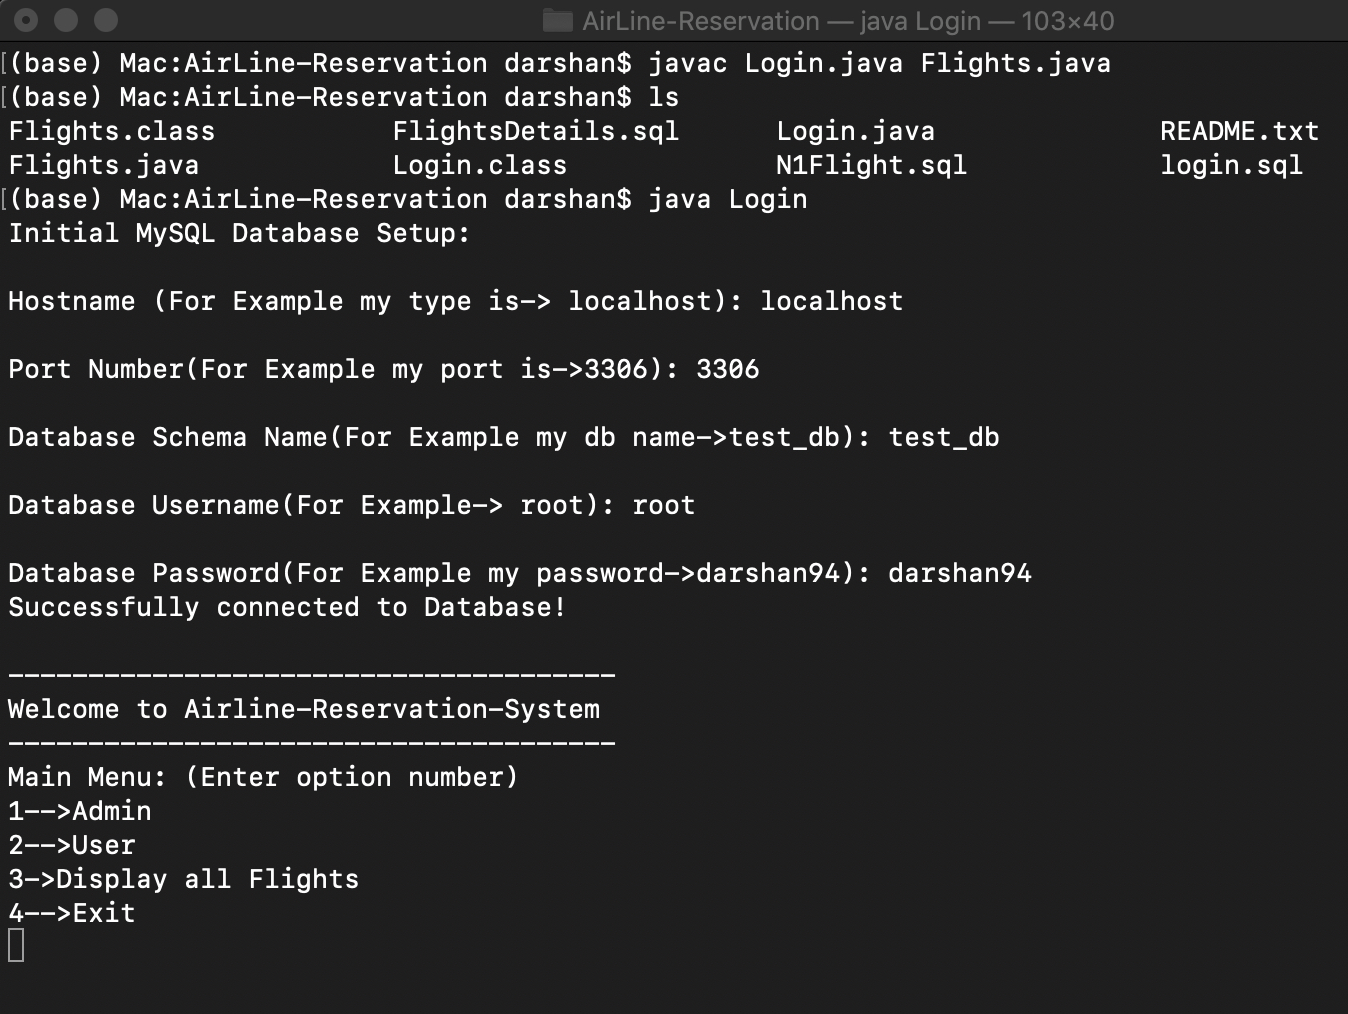 AirLine-Reservation — java Login — 103×40
[(base) Mac:AirLine-Reservation darshan$ javac Login.java Flights.java
[(base) Mac:AirLine-Reservation darshan$ ls
Flights.class FlightsDetails.sql Login.java README.txt
Flights.java Login.class N1Flight.sql login.sql
[(base) Mac:AirLine-Reservation darshan$ java Login
Initial MySQL Database Setup:
Hostname (For Example my type is-> localhost): localhost
Port Number(For Example my port is->3306): 3306
Database Schema Name(For Example my db name->test_db): test_db
Database Username(For Example-> root): root
Database Password(For Example my password->darshan94): darshan94
Successfully connected to Database!
--------------------------------------
Welcome to Airline-Reservation-System
--------------------------------------
Main Menu: (Enter option number)
1-->Admin
2-->User
3->Display all Flights
4-->Exit